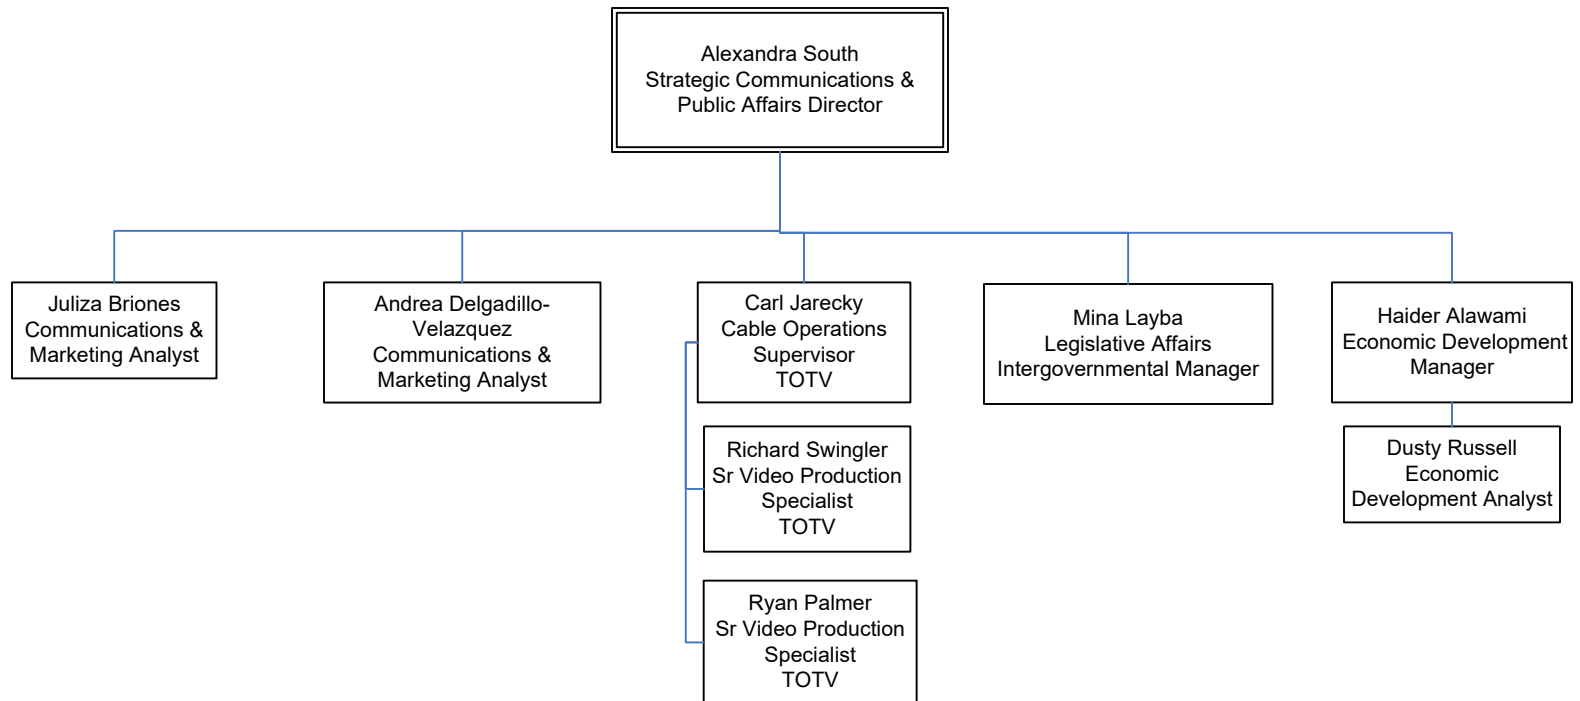 Alexandra South
Strategic Communications &
Public Affairs Director
Juliza Briones
Communications &
Marketing Analyst
Andrea Delgadillo-
Velazquez
Communications &
Marketing Analyst
Carl Jarecky
Cable Operations
Supervisor
TOTV
Mina Layba
Legislative Affairs
Intergovernmental Manager
Haider Alawami
Economic Development
Manager
Richard Swingler
Sr Video Production
Specialist
TOTV
Dusty Russell
Economic
Development Analyst
Ryan Palmer
Sr Video Production
Specialist
TOTV